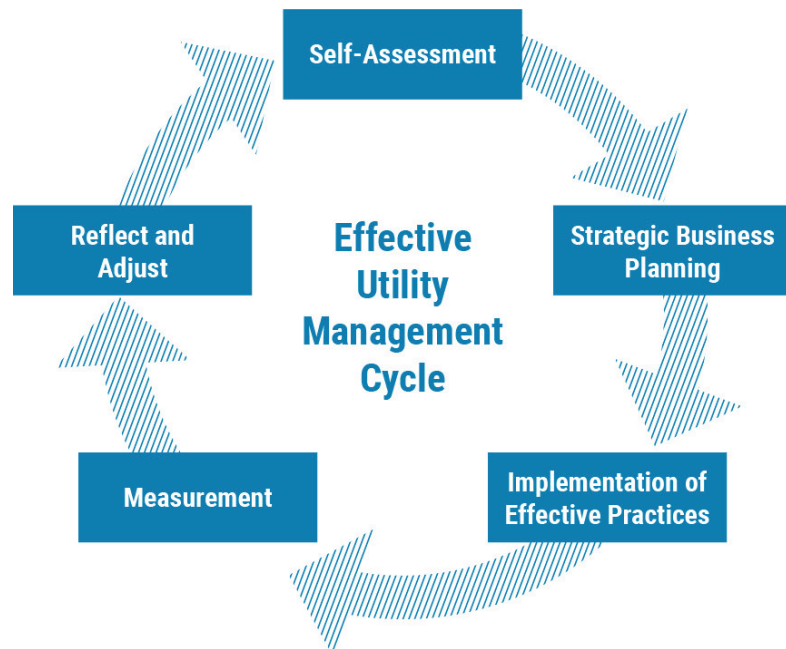 Self-Assessment
Strategic Business
Planning
Implementation of
Effective Practices
Measurement
Reflect and
Adjust
Effective
Utility
Management
Cycle